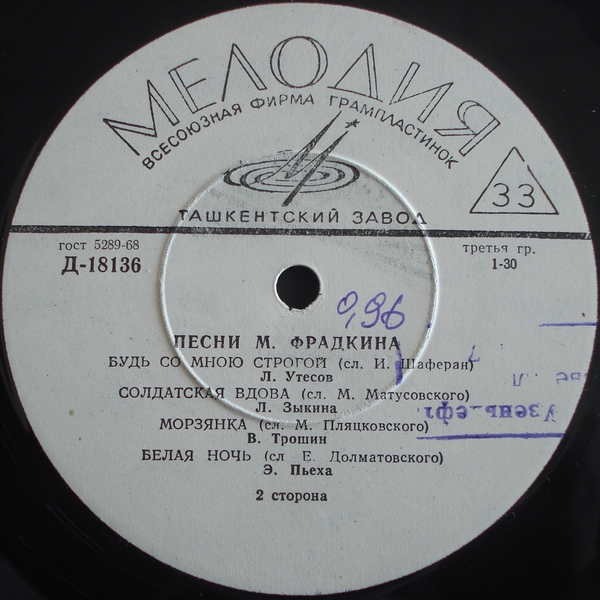 МЕЛОДИЯ
ВСЕСОЮЗНАЯ ФИРМА ГРАМПЛАСТИНОК
33
ТАШКЕНТСКИЙ ЗАВОД
гост 5289-68
Д-18136
третья гр.
1-30
0,96
ПЕСНИ М. ФРАДКИНА
БУДЬ СО МНОЮ СТРОГОЙ (сл. И. Шаферан)
Л. Утесов
СОЛДАТСКАЯ ВДОВА (сл. М. Матусовского)
Л. Зыкина
МОРЗЯНКА (сл. М. Пляцковского)
В. Трошин
БЕЛАЯ НОЧЬ (сл. Е. Долматовского)
Э. Пьеха
2 сторона